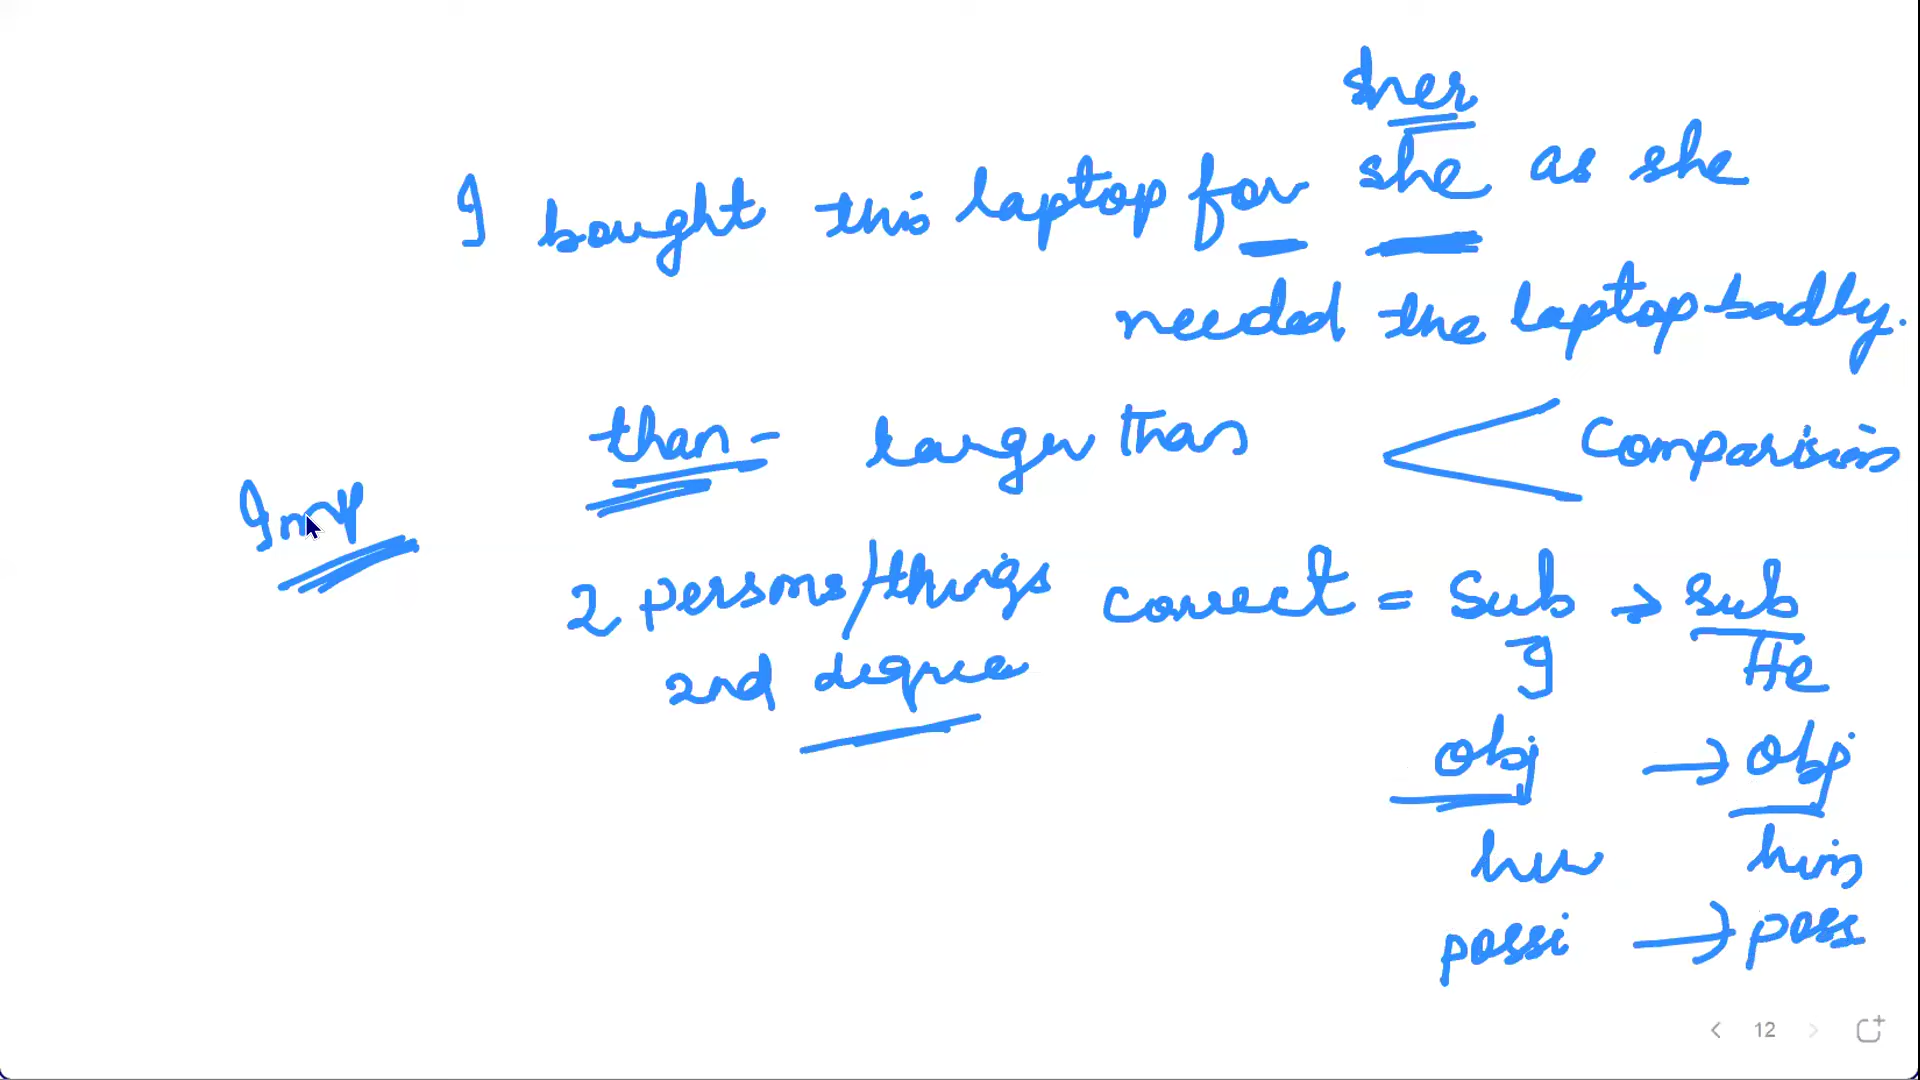 her
I bought this laptop for she as she
needed the laptop badly.
than - larger than < Comparisions
Imp
2 persons/things correct = Sub → sub
I He
2nd degree
obj → obj
her him
possi → poss
12